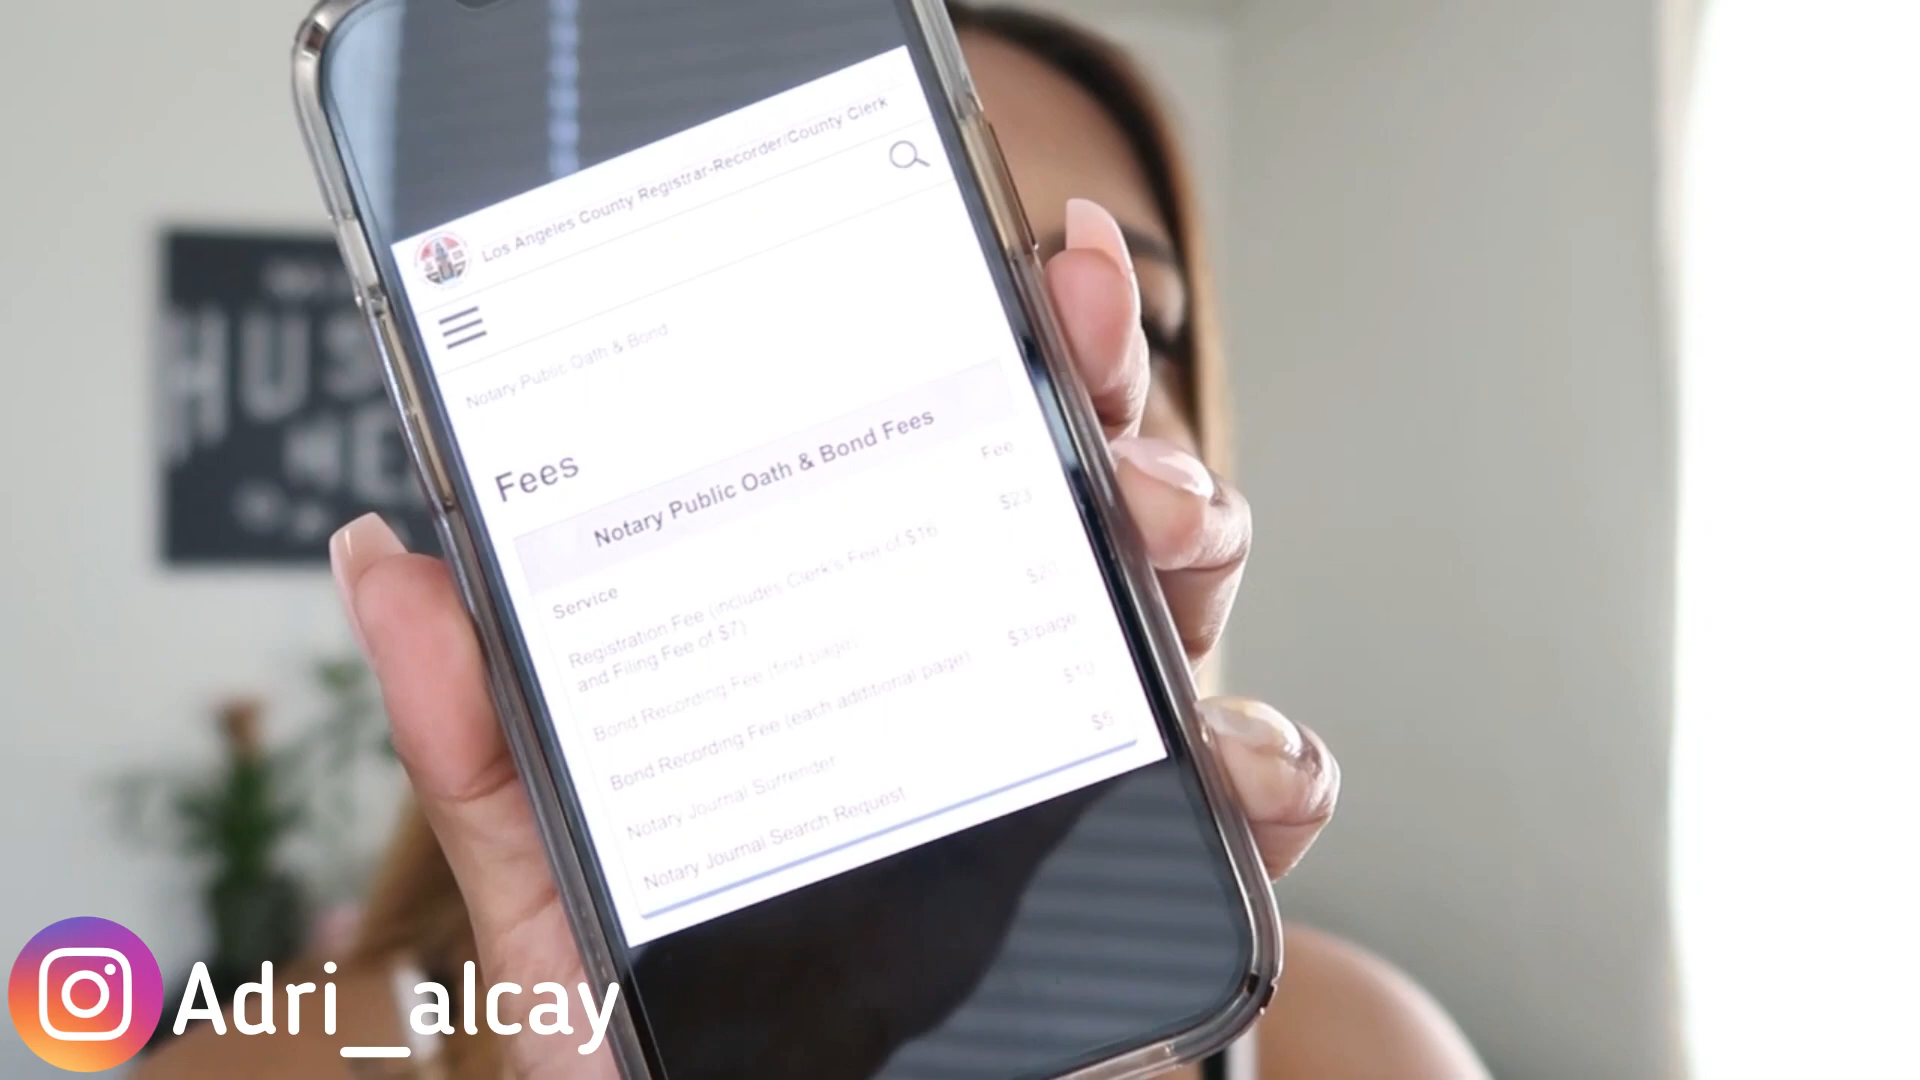 Los Angeles County Registrar-Recorder/County Clerk
Notary Public Oath & Bond
Fees
Notary Public Oath & Bond Fees
Service Fee
Registration Fee (includes Clerk's Fee of $16 $23
and Filing Fee of $7)
Bond Recording Fee (first page)
Bond Recording Fee (each additional page) $3/page
Notary Journal Surrender $10
Notary Journal Search Request $5
HUS
Adri_alcay